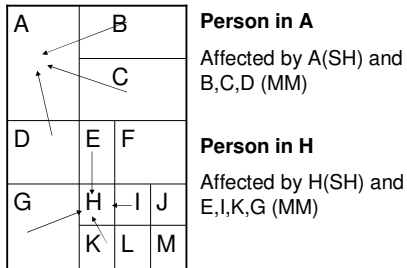 A B
C
D E F
G H I J
K L M
Person in A
Affected by A(SH) and
B,C,D (MM)
Person in H
Affected by H(SH) and
E,I,K,G (MM)